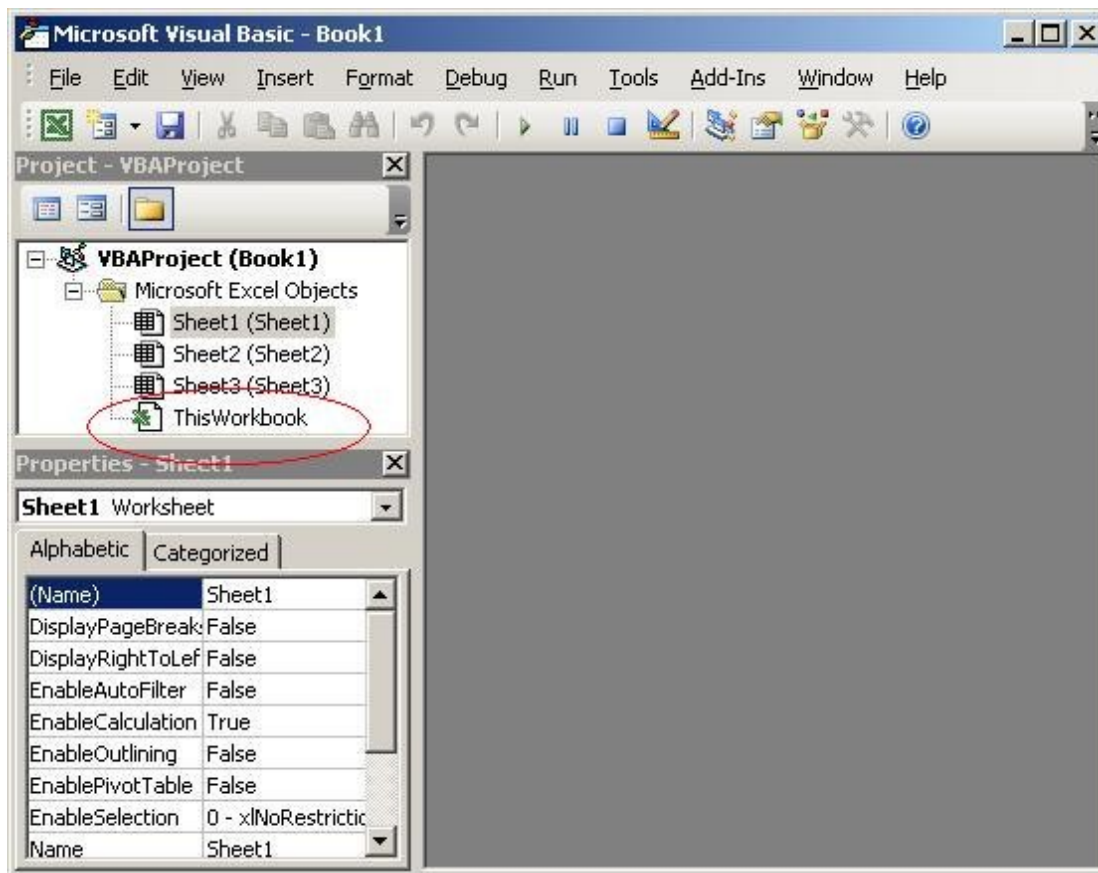 Microsoft Visual Basic - Book1
File Edit View Insert Format Debug Run Tools Add-Ins Window Help
Project - VBAProject
VBAProject (Book1)
Microsoft Excel Objects
Sheet1 (Sheet1)
Sheet2 (Sheet2)
Sheet3 (Sheet3)
ThisWorkbook
Properties - Sheet1
Sheet1 Worksheet
Alphabetic Categorized
(Name) Sheet1
DisplayPageBreaks False
DisplayRightToLef False
EnableAutoFilter False
EnableCalculation True
EnableOutlining False
EnablePivotTable False
EnableSelection 0 - xlNoRestrictio
Name Sheet1